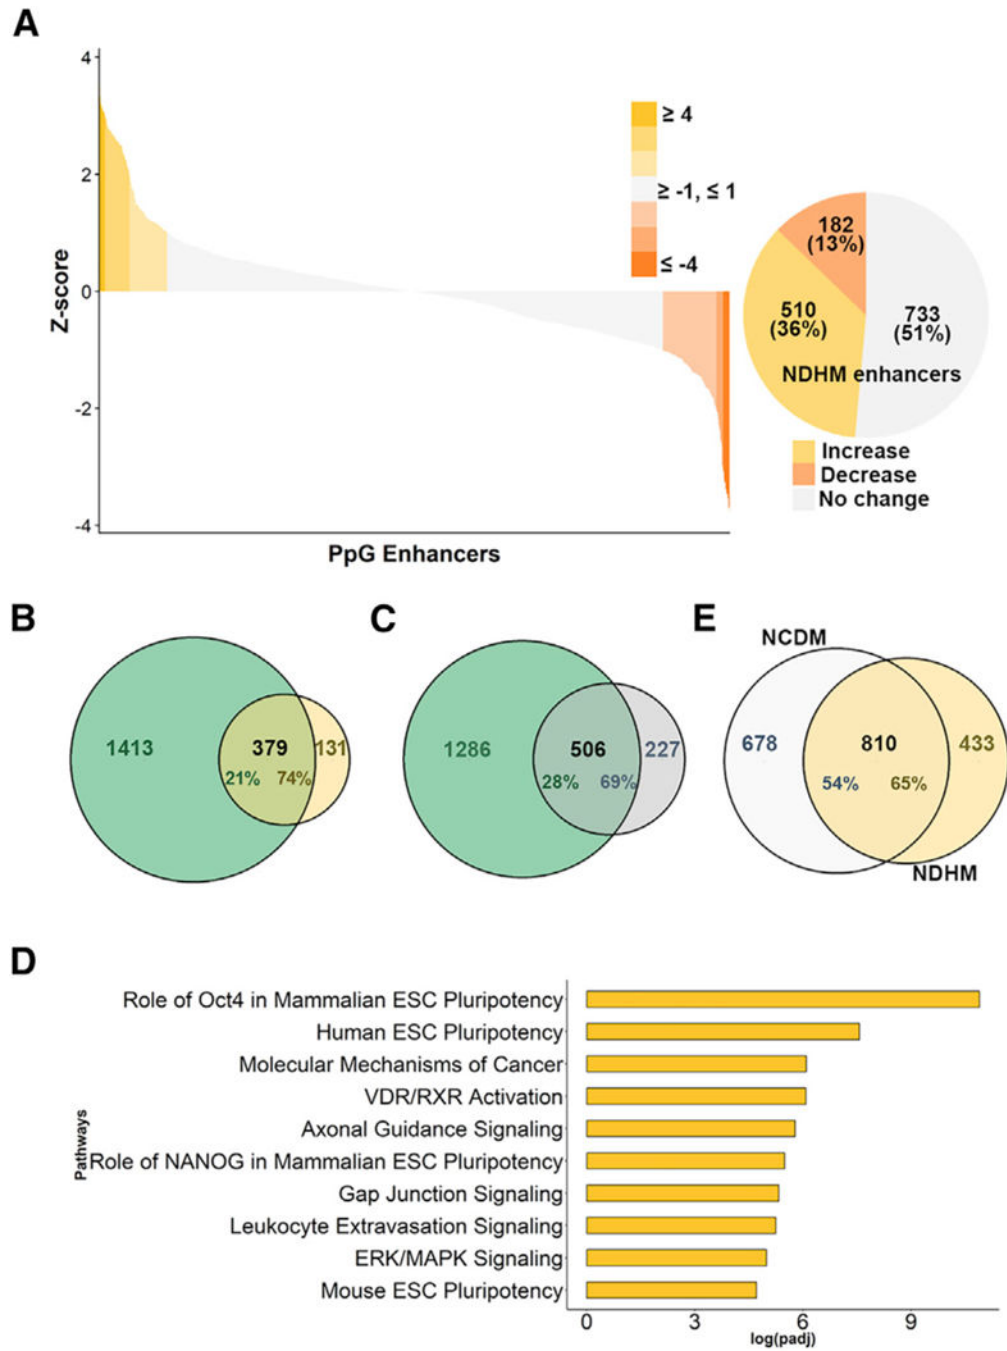 A
4
2
0
-2
-4
Z-score
PpG Enhancers
≥ 4
≥ -1, ≤ 1
≤ -4
182
(13%)
510
(36%)
733
(51%)
NDHM enhancers
Increase
Decrease
No change
B
1413
379
131
21%
74%
C
1286
506
227
28%
69%
E
NCDM
678
810
433
54%
65%
NDHM
D
Pathways
Role of Oct4 in Mammalian ESC Pluripotency
Human ESC Pluripotency
Molecular Mechanisms of Cancer
VDR/RXR Activation
Axonal Guidance Signaling
Role of NANOG in Mammalian ESC Pluripotency
Gap Junction Signaling
Leukocyte Extravasation Signaling
ERK/MAPK Signaling
Mouse ESC Pluripotency
0 3 6 9
log(padj)